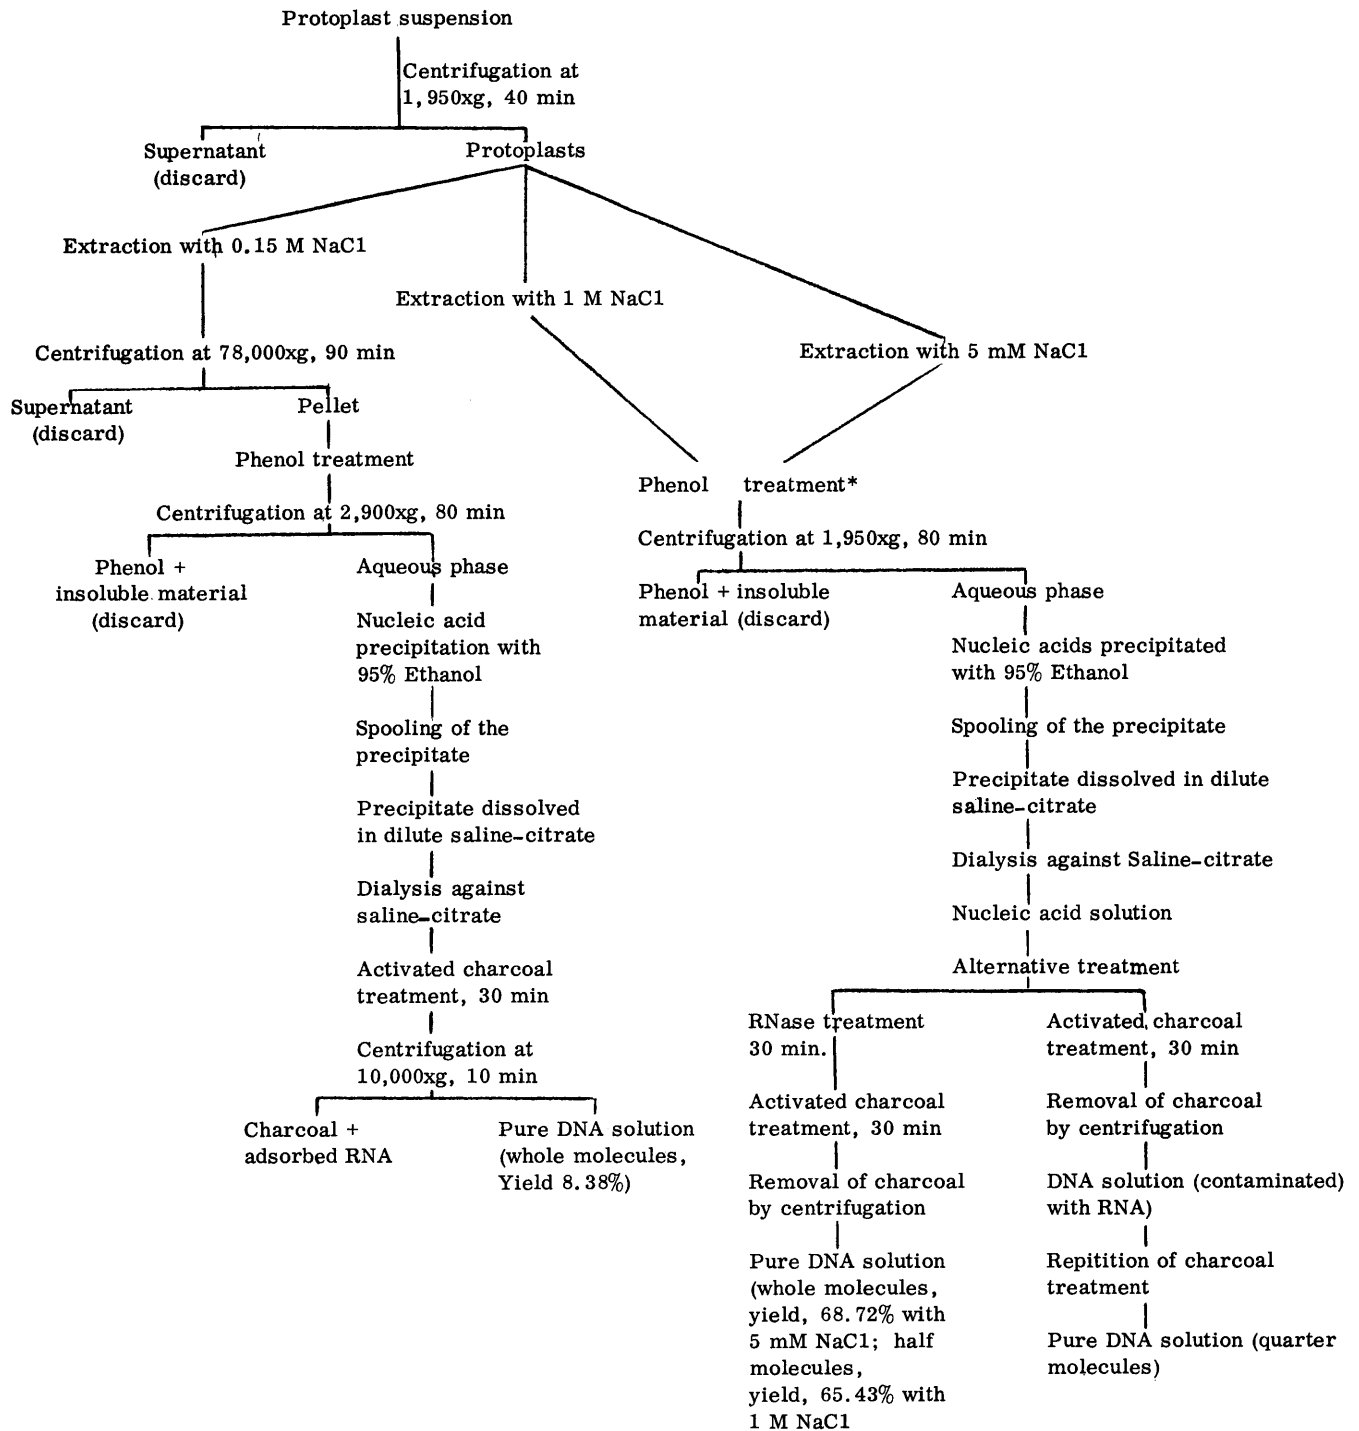 Protoplast suspension
Centrifugation at
1,950xg, 40 min
Supernatant
(discard)
Protoplasts
Extraction with 0.15 M NaC1
Extraction with 1 M NaC1
Extraction with 5 mM NaC1
Centrifugation at 78,000xg, 90 min
Supernatant
(discard)
Pellet
Phenol treatment
Centrifugation at 2,900xg, 80 min
Phenol +
insoluble material
(discard)
Aqueous phase
Nucleic acid
precipitation with
95% Ethanol
Spooling of the
precipitate
Precipitate dissolved
in dilute saline-citrate
Dialysis against
saline-citrate
Activated charcoal
treatment, 30 min
Centrifugation at
10,000xg, 10 min
Charcoal +
adsorbed RNA
Pure DNA solution
(whole molecules,
Yield 8.38%)
Phenol treatment*
Centrifugation at 1,950xg, 80 min
Phenol + insoluble
material (discard)
Aqueous phase
Nucleic acids precipitated
with 95% Ethanol
Spooling of the precipitate
Precipitate dissolved in dilute
saline-citrate
Dialysis against Saline-citrate
Nucleic acid solution
Alternative treatment
RNase treatment
30 min.
Activated charcoal
treatment, 30 min
Removal of charcoal
by centrifugation
Pure DNA solution
(whole molecules,
yield, 68.72% with
5 mM NaC1; half
molecules,
yield, 65.43% with
1 M NaC1
Activated charcoal
treatment, 30 min
Removal of charcoal
by centrifugation
DNA solution (contaminated)
with RNA)
Repitition of charcoal
treatment
Pure DNA solution (quarter
molecules)